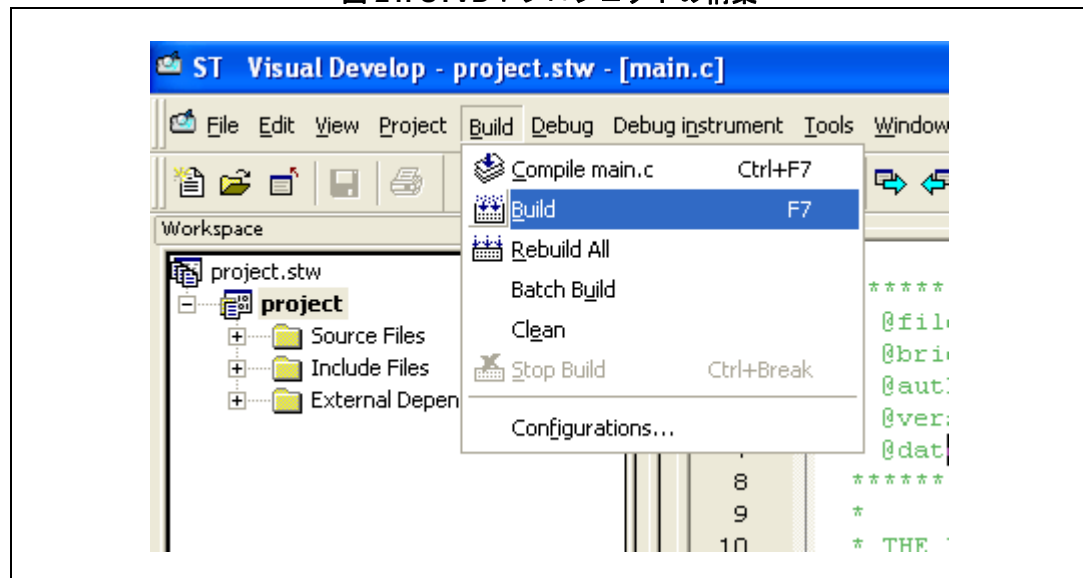 ST Visual Develop - project.stw - [main.c]
File Edit View Project Build Debug Debug instrument Tools Window
Compile main.c Ctrl+F7
Build F7
Workspace
Rebuild All
project.stw
Batch Build
project
Source Files
Clean
Include Files
Stop Build Ctrl+Break
External Depen
Configurations...
8 ******
9 *
10 * THE